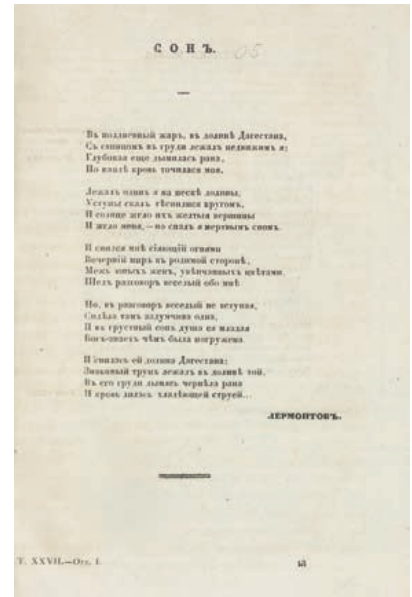 СОНЪ. 05
Въ полдневный жаръ, въ долинѣ Дагестана,
Съ свинцомъ въ груди лежалъ недвижимъ я;
Глубокая еще дымилась рана,
По каплѣ кровь точилася моя.
Лежалъ одинъ я на пескѣ долины,
Уступы скалъ тѣснилися кругомъ,
И солнце жгло ихъ желтыя вершины
И жгло меня, — но спалъ я мертвымъ сномъ.
И снился мнѣ сіяющій огнями
Вечерній пиръ въ родимой сторонѣ,
Межъ юныхъ женъ, увѣнчанныхъ цвѣтами
Шелъ разговоръ веселый обо мнѣ
Но, въ разговоръ веселый не вступая,
Сидѣла тамъ задумчива одна,
И въ грустный сонъ душа ея младая
Богъ-знаетъ чѣмъ была погружена
И снилась ей долина Дагестана;
Знакомый трупъ лежалъ въ долинѣ той,
Въ его груди дымясь чернѣла рана
И кровь лилась хладѣющей струей...
ЛЕРМОНТОВЪ.
Т. XXVII.—Отд. I.